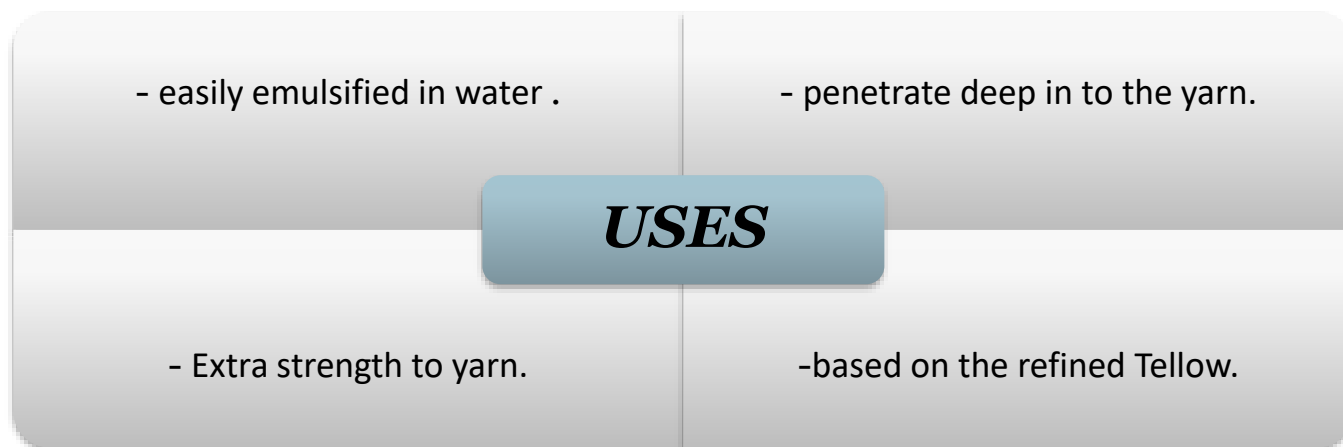 - easily emulsified in water .
- penetrate deep in to the yarn.
USES
- Extra strength to yarn.
-based on the refined Tellow.